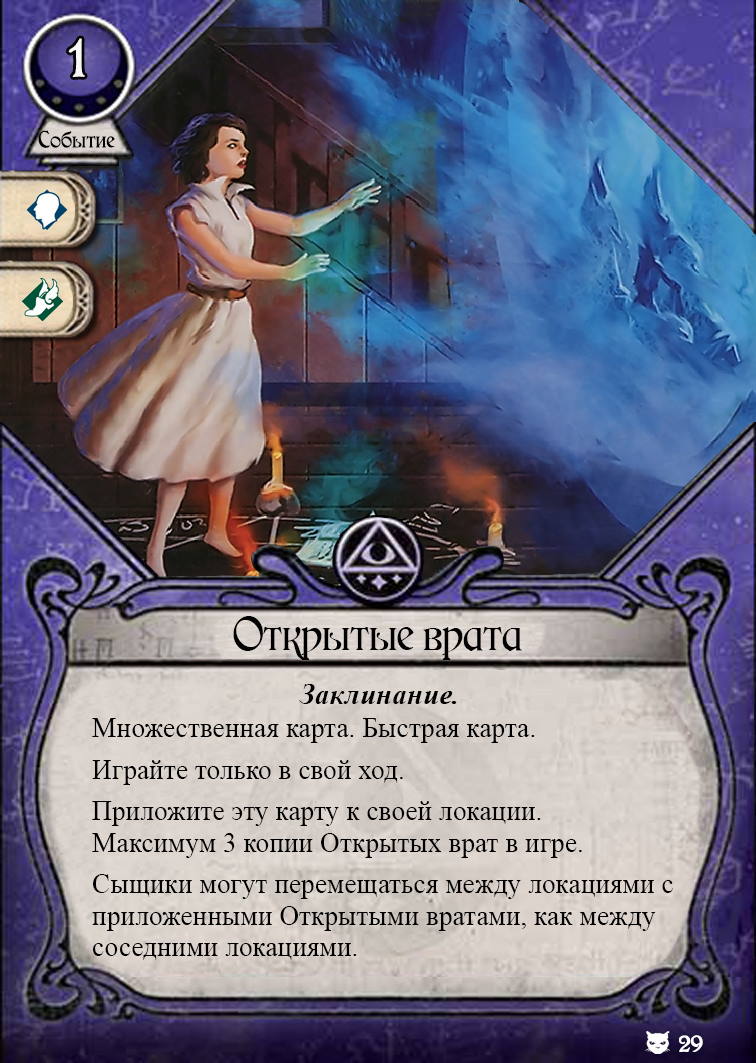 1
Событие
Открытые врата
Заклинание.
Множественная карта. Быстрая карта.
Играйте только в свой ход.
Приложите эту карту к своей локации.
Максимум 3 копии Открытых врат в игре.
Сыщики могут перемещаться между локациями с
приложенными Открытыми вратами, как между
соседними локациями.
29